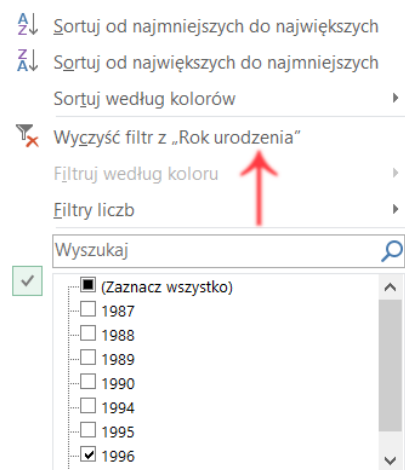 Sortuj od najmniejszych do największych
Sortuj od największych do najmniejszych
Sortuj według kolorów
Wyczyść filtr z „Rok urodzenia”
Filtruj według koloru
Filtry liczb
Wyszukaj
(Zaznacz wszystko)
1987
1988
1989
1990
1994
1995
1996